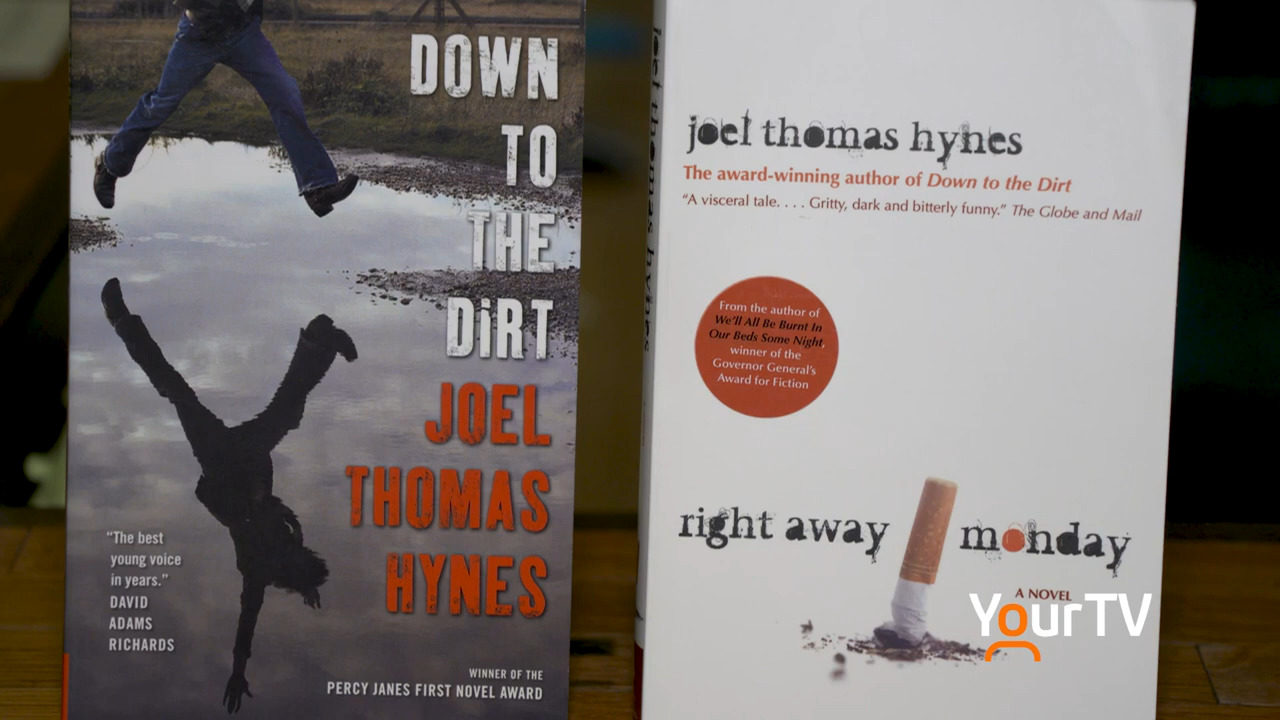 DOWN
TO
THE
DiRT
JOEL
THOMAS
HYNES
"The best
young voice
in years."
DAVID
ADAMS
RICHARDS
WINNER OF THE
PERCY JANES FIRST NOVEL AWARD
joel thomas hynes
joel thomas hynes
The award-winning author of Down to the Dirt
"A visceral tale. . . . Gritty, dark and bitterly funny." The Globe and Mail
From the author of
We'll All Be Burnt In
Our Beds Some Night,
winner of the
Governor General's
Award for Fiction
right away monday
A NOVEL
YourTV